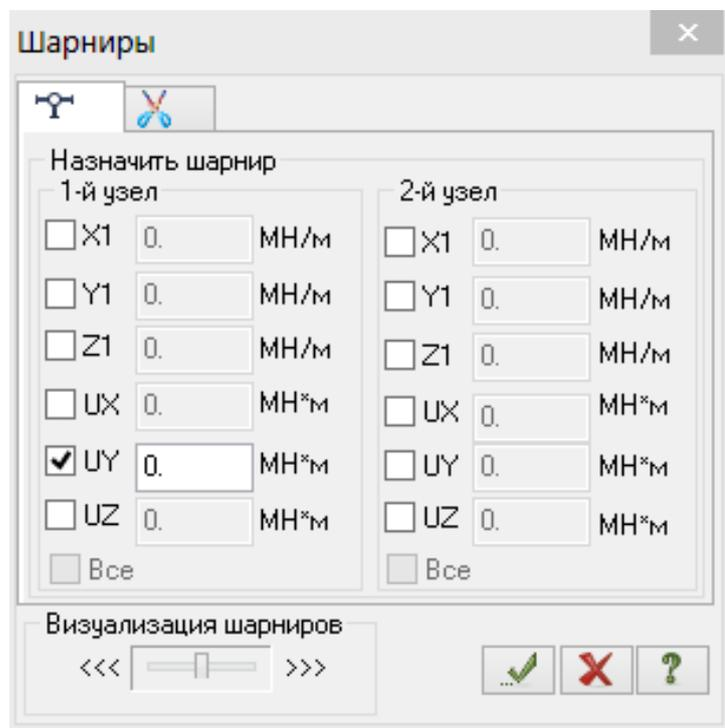 Шарниры
Назначить шарнир
1-й узел
X1 0. МН/м
Y1 0. МН/м
Z1 0. МН/м
UX 0. МН*м
UY 0. МН*м
UZ 0. МН*м
Все
2-й узел
X1 0. МН/м
Y1 0. МН/м
Z1 0. МН/м
UX 0. МН*м
UY 0. МН*м
UZ 0. МН*м
Все
Визуализация шарниров
<<< >>>
?